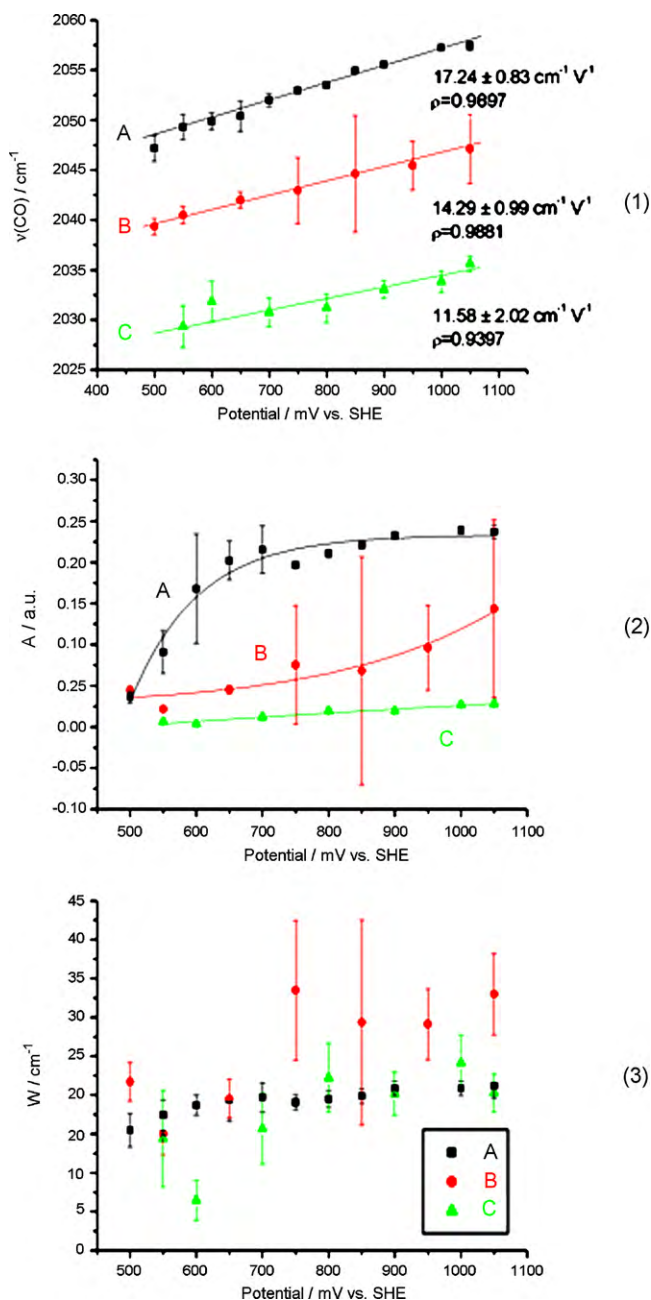 2060
2055
2050
2045
2040
2035
2030
2025
ν(CO) / cm⁻¹
A
B
C
17.24 ± 0.83 cm⁻¹ V⁻¹
ρ=0.9897
14.29 ± 0.99 cm⁻¹ V⁻¹
ρ=0.9881
11.58 ± 2.02 cm⁻¹ V⁻¹
ρ=0.9397
(1)
400 500 600 700 800 900 1000 1100
Potential / mV vs. SHE
0.30
0.25
0.20
0.15
0.10
0.25
0.00
-0.05
-0.10
A / a.u.
A
B
C
(2)
500 600 700 800 900 1000 1100
Potential / mV vs. SHE
45
40
35
30
25
20
20
10
5
0
W / cm⁻¹
(3)
A
B
C
500 600 700 800 900 1000 1100
Potential / mV vs. SHE